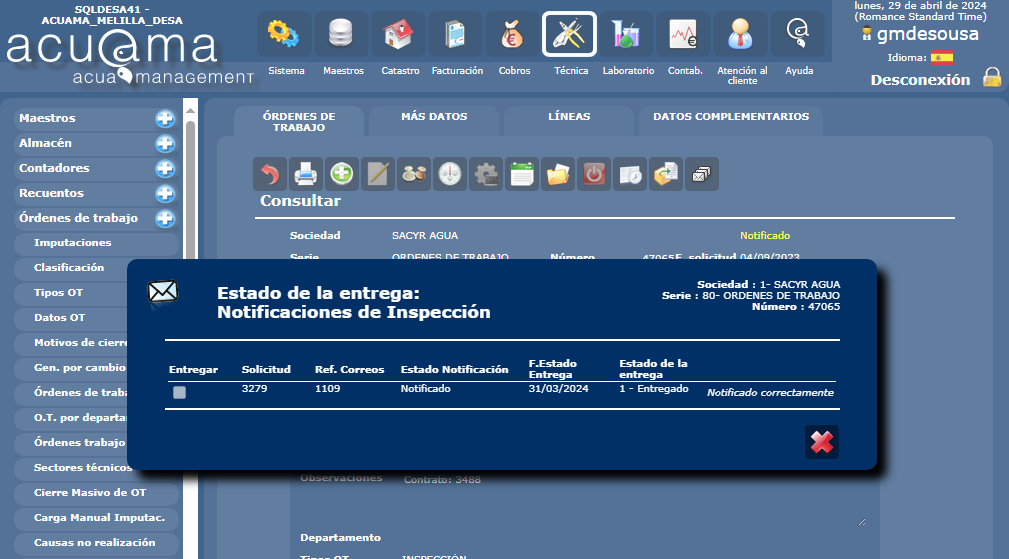 SQLDESA41 -
ACUAMA_MELILLA_DESA
acuama
acua management
Sistema
Maestros
Catastro
Facturación
Cobros
Técnica
Laboratorio
Contab.
Atención al
cliente
Ayuda
lunes, 29 de abril de 2024
(Romance Standard Time)
gmdesousa
Idioma:
Desconexión
Maestros
Almacén
Contadores
Recuentos
Órdenes de trabajo
Imputaciones
Clasificación
Tipos OT
Datos OT
Motivos de cierre
Gen. por cambio
Órdenes de traba
O.T. por departa
Órdenes trabajo
Sectores técnicos
Cierre Masivo de OT
Carga Manual Imputac.
Causas no realización
ÓRDENES DE
TRABAJO
MÁS DATOS
LÍNEAS
DATOS COMPLEMENTARIOS
Consultar
Sociedad SACYR AGUA Notificado
Serie ORDENES DE TRABAJO Número 47065 F. solicitud 04/09/2023
Estado de la entrega:
Notificaciones de Inspección
Sociedad : 1- SACYR AGUA
Serie : 80- ORDENES DE TRABAJO
Número : 47065
Entregar Solicitud Ref. Correos Estado Notificación F.Estado Entrega Estado de la entrega
3279 1109 Notificado 31/03/2024 1 - Entregado Notificado correctamente
Observaciones Contrato: 3488
Departamento
Tipos OT INSPECCIÓN